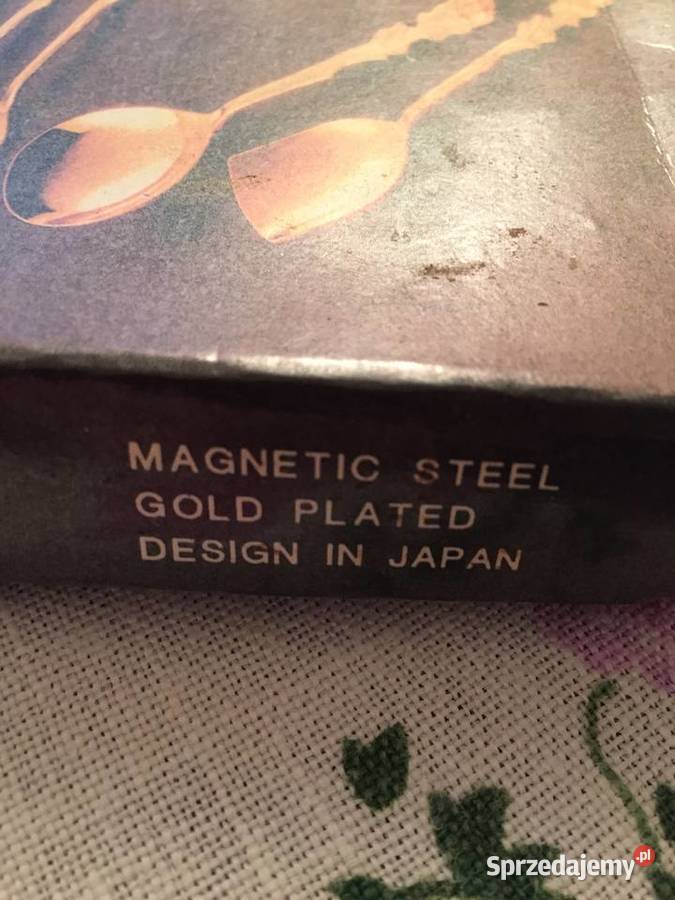 MAGNETIC STEEL
GOLD PLATED
DESIGN IN JAPAN
Sprzedajemy.pl